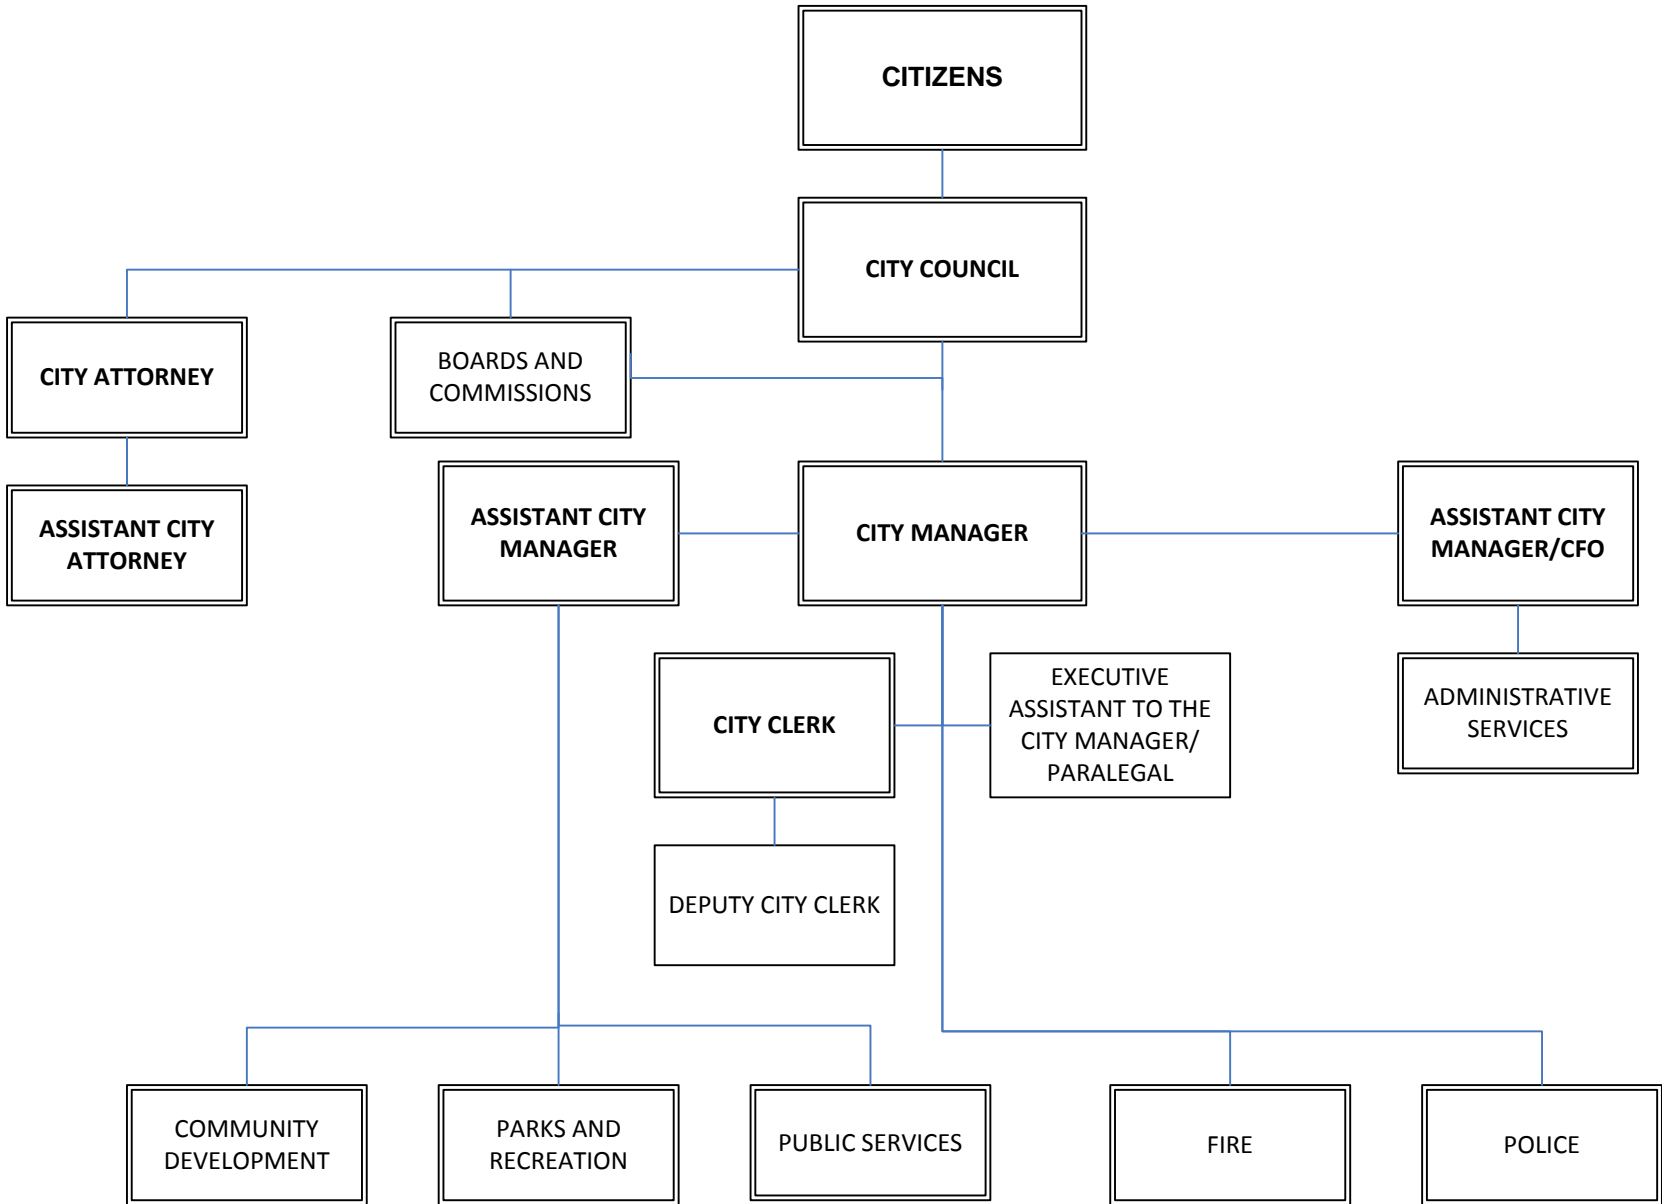 CITIZENS
CITY COUNCIL
CITY ATTORNEY
BOARDS AND
COMMISSIONS
ASSISTANT CITY
ATTORNEY
ASSISTANT CITY
MANAGER
CITY MANAGER
ASSISTANT CITY
MANAGER/CFO
CITY CLERK
EXECUTIVE
ASSISTANT TO THE
CITY MANAGER/
PARALEGAL
ADMINISTRATIVE
SERVICES
DEPUTY CITY CLERK
COMMUNITY
DEVELOPMENT
PARKS AND
RECREATION
PUBLIC SERVICES
FIRE
POLICE